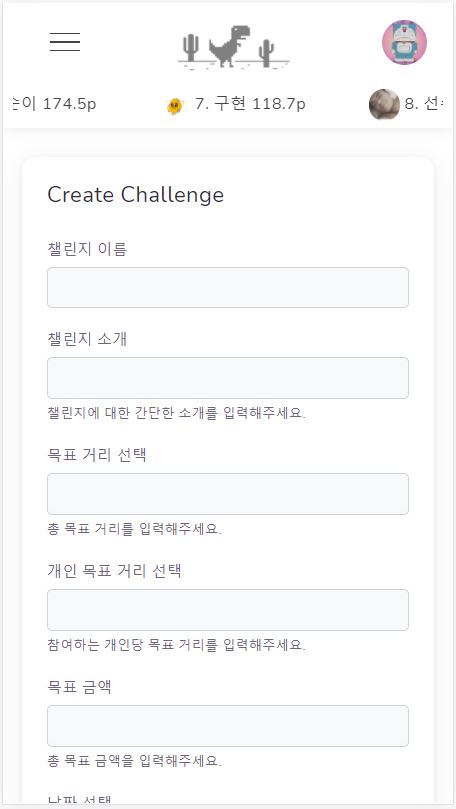 174.5p
7. 구현 118.7p
8.
Create Challenge
챌린지 이름
챌린지 소개
챌린지에 대한 간단한 소개를 입력해주세요.
목표 거리 선택
총 목표 거리를 입력해주세요.
개인 목표 거리 선택
참여하는 개인당 목표 거리를 입력해주세요.
목표 금액
총 목표 금액을 입력해주세요.
날짜 선택